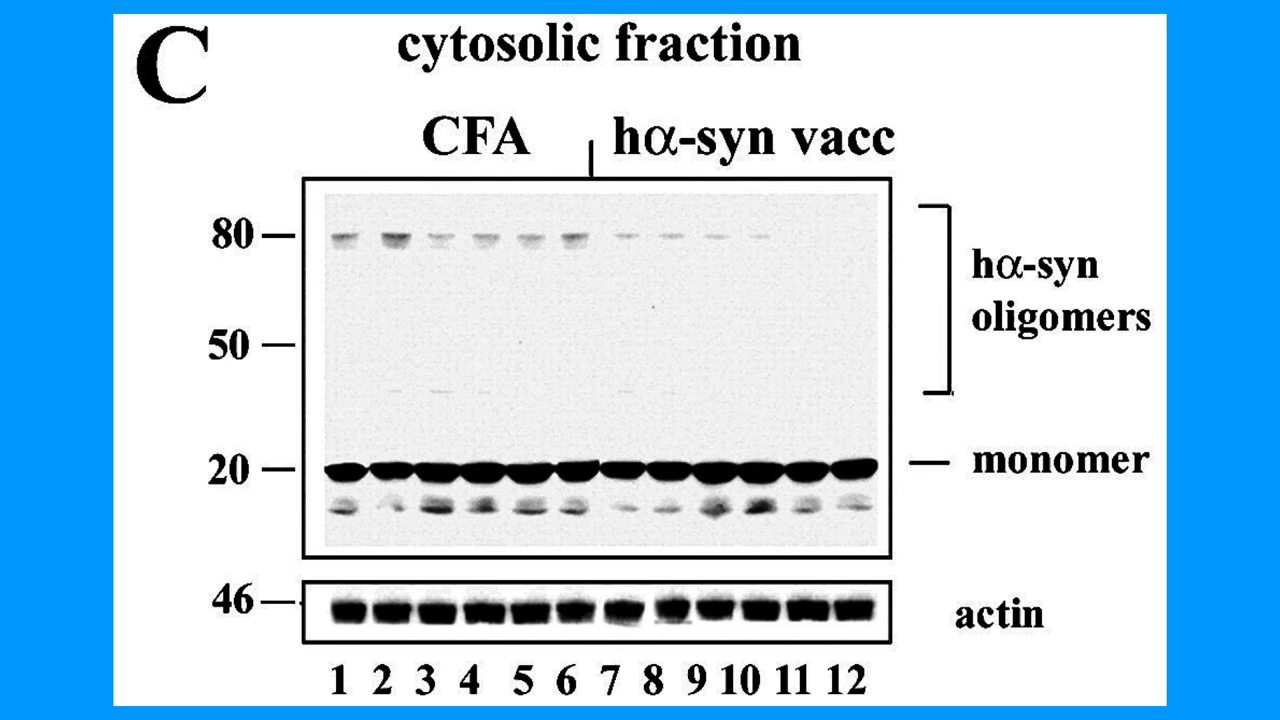 C
cytosolic fraction
CFA
hα-syn vacc
80
50
20
46
hα-syn
oligomers
monomer
actin
1 2 3 4 5 6 7 8 9 10 11 12